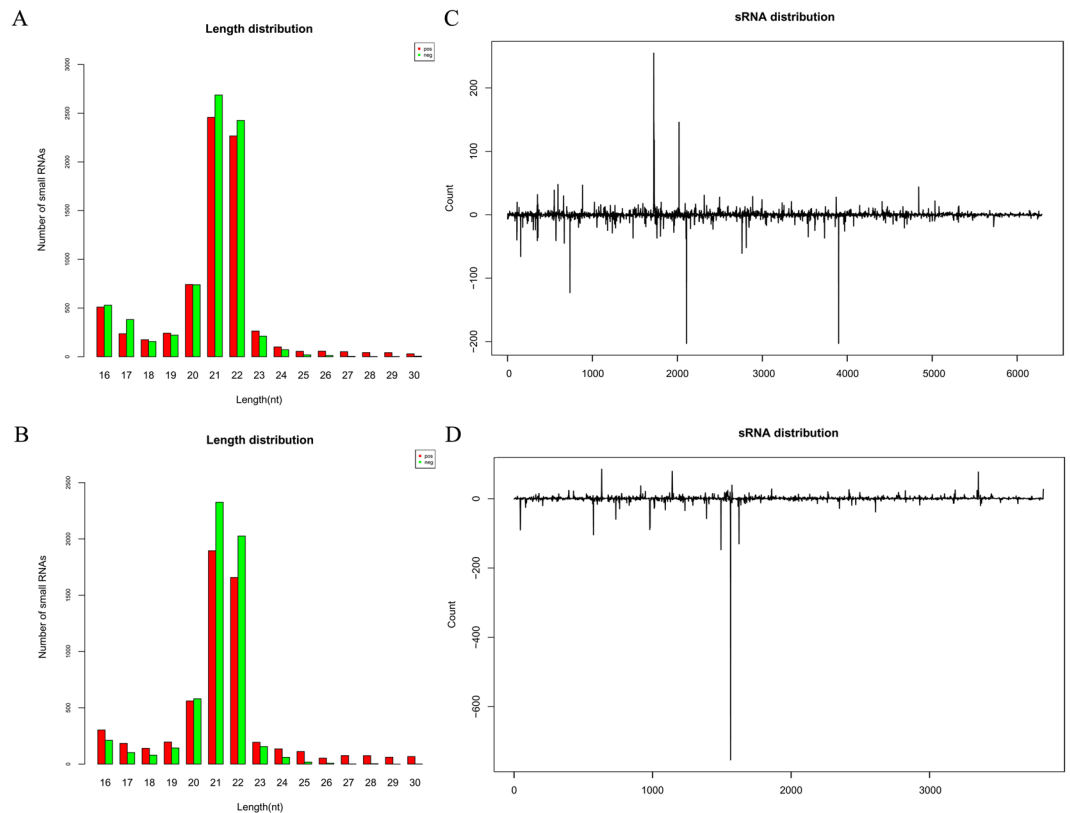 A
Length distribution
pos
neg
3000
2500
2000
1500
1000
500
0
Number of small RNAs
16 17 18 19 20 21 22 23 24 25 26 27 28 29 30
Length(nt)
C
sRNA distribution
200
100
0
−100
−200
Count
0 1000 2000 3000 4000 5000 6000
B
Length distribution
pos
neg
2500
2000
1500
1000
500
0
Number of small RNAs
16 17 18 19 20 21 22 23 24 25 26 27 28 29 30
Length(nt)
D
sRNA distribution
0
−200
−400
−600
Count
0 1000 2000 3000